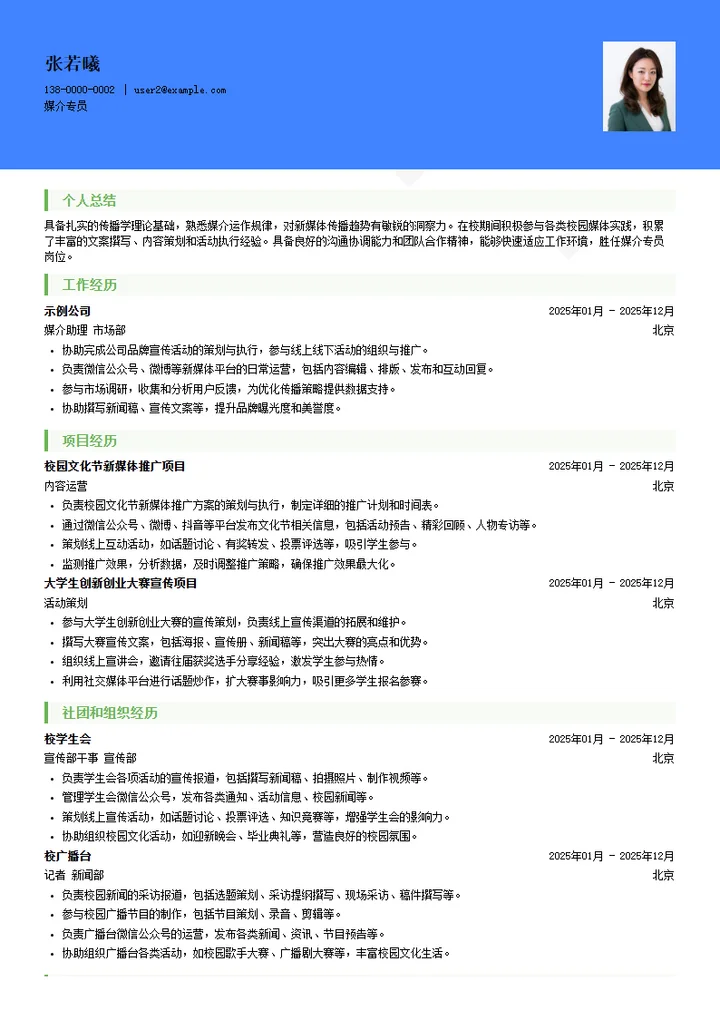 张若曦
138-0000-0002 | user2@example.com
媒介专员
个人总结
具备扎实的传播学理论基础，熟悉媒介运作规律，对新媒体传播趋势有敏锐的洞察力。在校期间积极参与各类校园媒体实践，积累
了丰富的文案撰写、内容策划和活动执行经验。具备良好的沟通协调能力和团队合作精神，能够快速适应工作环境，胜任媒介专员
岗位。
工作经历
示例公司 2025年01月 - 2025年12月
媒介助理 市场部 北京
• 协助完成公司品牌宣传活动的策划与执行，参与线上线下活动的组织与推广。
• 负责微信公众号、微博等新媒体平台的日常运营，包括内容编辑、排版、发布和互动回复。
• 参与市场调研，收集和分析用户反馈，为优化传播策略提供数据支持。
• 协助撰写新闻稿、宣传文案等，提升品牌曝光度和美誉度。
项目经历
校园文化节新媒体推广项目 2025年01月 - 2025年12月
内容运营 北京
• 负责校园文化节新媒体推广方案的策划与执行，制定详细的推广计划和时间表。
• 通过微信公众号、微博、抖音等平台发布文化节相关信息，包括活动预告、精彩回顾、人物专访等。
• 策划线上互动活动，如话题讨论、有奖转发、投票评选等，吸引学生参与。
• 监测推广效果，分析数据，及时调整推广策略，确保推广效果最大化。
大学生创新创业大赛宣传项目 2025年01月 - 2025年12月
活动策划 北京
• 参与大学生创新创业大赛的宣传策划，负责线上宣传渠道的拓展和维护。
• 撰写大赛宣传文案，包括海报、宣传册、新闻稿等，突出大赛的亮点和优势。
• 组织线上宣讲会，邀请往届获奖选手分享经验，激发学生参与热情。
• 利用社交媒体平台进行话题炒作，扩大赛事影响力，吸引更多学生报名参赛。
社团和组织经历
校学生会 2025年01月 - 2025年12月
宣传部干事 宣传部 北京
• 负责学生会各项活动的宣传报道，包括撰写新闻稿、拍摄照片、制作视频等。
• 管理学生会微信公众号，发布各类通知、活动信息、校园新闻等。
• 策划线上宣传活动，如话题讨论、投票评选、知识竞赛等，增强学生会的影响力。
• 协助组织校园文化活动，如迎新晚会、毕业典礼等，营造良好的校园氛围。
校广播台 2025年01月 - 2025年12月
记者 新闻部 北京
• 负责校园新闻的采访报道，包括选题策划、采访提纲撰写、现场采访、稿件撰写等。
• 参与校园广播节目的制作，包括节目策划、录音、剪辑等。
• 负责广播台微信公众号的运营，发布各类新闻、资讯、节目预告等。
• 协助组织广播台各类活动，如校园歌手大赛、广播剧大赛等，丰富校园文化生活。